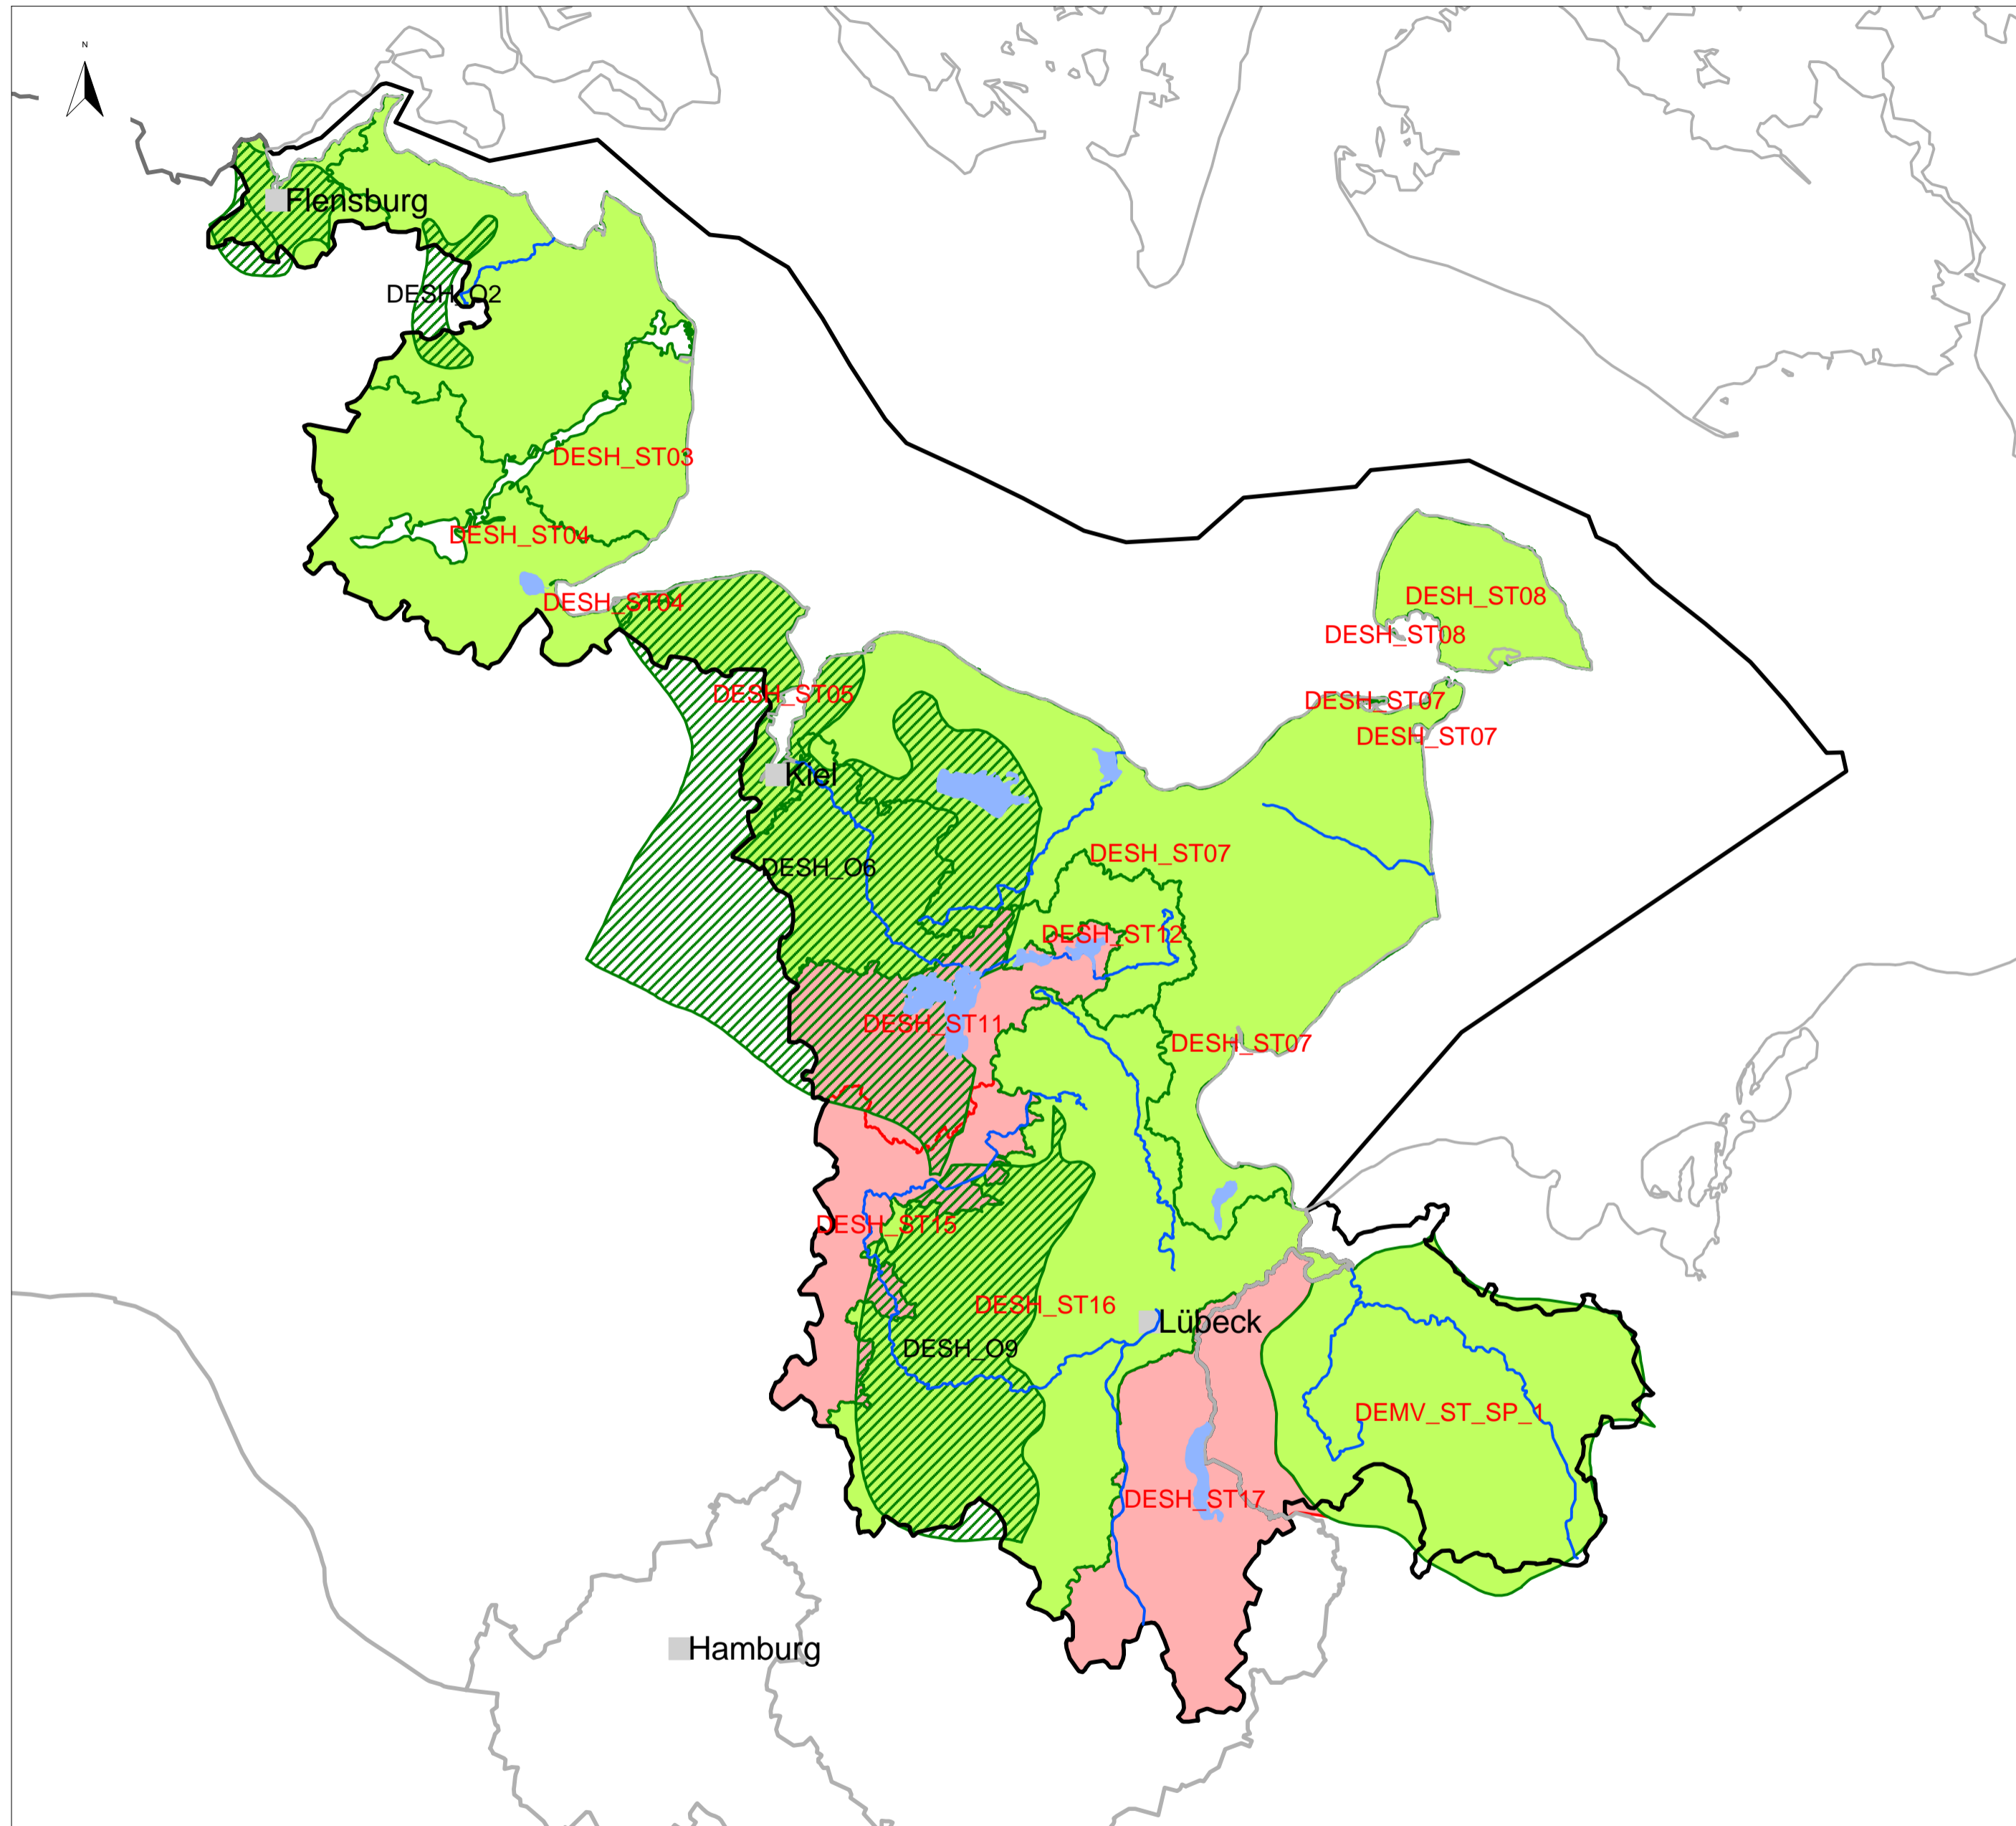 N
Flensburg
DESH_O2
DESH_ST03
DESH_ST04
DESH_ST04
DESH_ST08
DESH_ST08
DESH_ST05
DESH_ST07
DESH_ST07
Kiel
DESH_ST07
DESH_O6
DESH_ST12
DESH_ST11
DESH_ST07
DESH_ST15
DESH_ST16
Lübeck
DESH_O9
DEMV_ST_SP_1
DESH_ST17
Hamburg